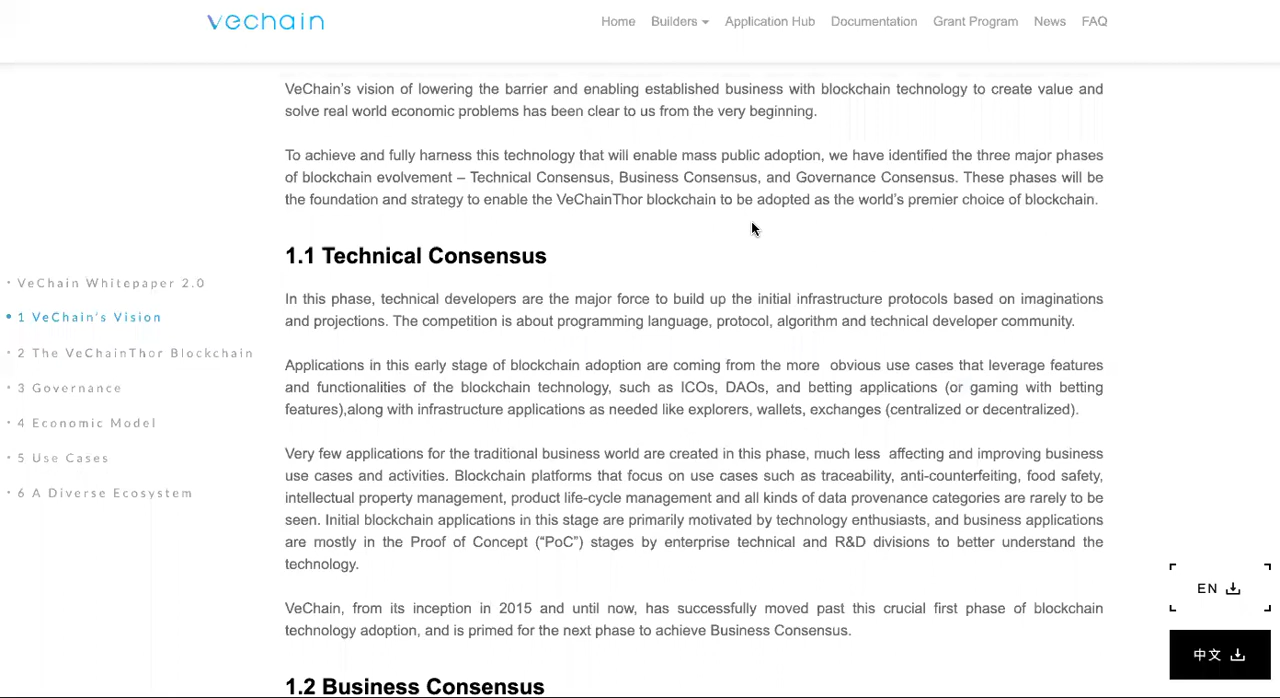 vechain
Home Builders Application Hub Documentation Grant Program News FAQ
VeChain’s vision of lowering the barrier and enabling established business with blockchain technology to create value and
solve real world economic problems has been clear to us from the very beginning.
To achieve and fully harness this technology that will enable mass public adoption, we have identified the three major phases
of blockchain evolvement – Technical Consensus, Business Consensus, and Governance Consensus. These phases will be
the foundation and strategy to enable the VeChainThor blockchain to be adopted as the world’s premier choice of blockchain.
1.1 Technical Consensus
In this phase, technical developers are the major force to build up the initial infrastructure protocols based on imaginations
and projections. The competition is about programming language, protocol, algorithm and technical developer community.
Applications in this early stage of blockchain adoption are coming from the more obvious use cases that leverage features
and functionalities of the blockchain technology, such as ICOs, DAOs, and betting applications (or gaming with betting
features),along with infrastructure applications as needed like explorers, wallets, exchanges (centralized or decentralized).
Very few applications for the traditional business world are created in this phase, much less affecting and improving business
use cases and activities. Blockchain platforms that focus on use cases such as traceability, anti-counterfeiting, food safety,
intellectual property management, product life-cycle management and all kinds of data provenance categories are rarely to be
seen. Initial blockchain applications in this stage are primarily motivated by technology enthusiasts, and business applications
are mostly in the Proof of Concept (“PoC”) stages by enterprise technical and R&D divisions to better understand the
technology.
VeChain, from its inception in 2015 and until now, has successfully moved past this crucial first phase of blockchain
technology adoption, and is primed for the next phase to achieve Business Consensus.
1.2 Business Consensus
VeChain Whitepaper 2.0
1 VeChain’s Vision
2 The VeChainThor Blockchain
3 Governance
4 Economic Model
5 Use Cases
6 A Diverse Ecosystem
EN
中文